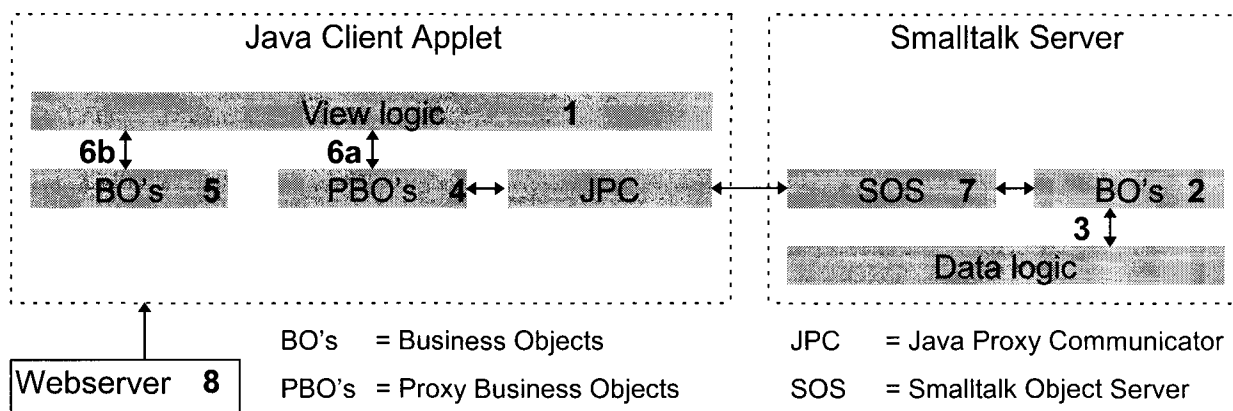 Java Client Applet
Smalltalk Server
View logic 1
6b
6a
BO's 5
PBO's 4
JPC
SOS 7
BO's 2
3
Data logic
BO's = Business Objects
JPC = Java Proxy Communicator
Webserver 8
PBO's = Proxy Business Objects
SOS = Smalltalk Object Server